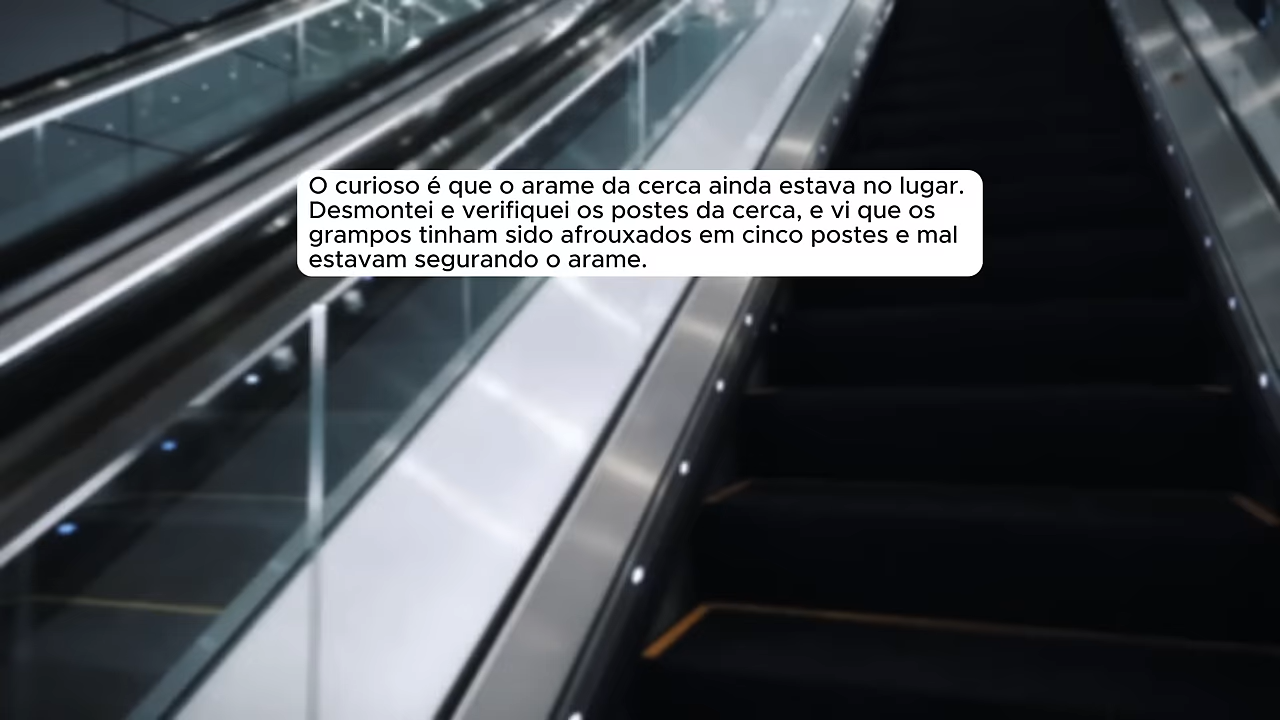 O curioso é que o arame da cerca ainda estava no lugar.
Desmontei e verifiquei os postes da cerca, e vi que os
grampos tinham sido afrouxados em cinco postes e mal
estavam segurando o arame.